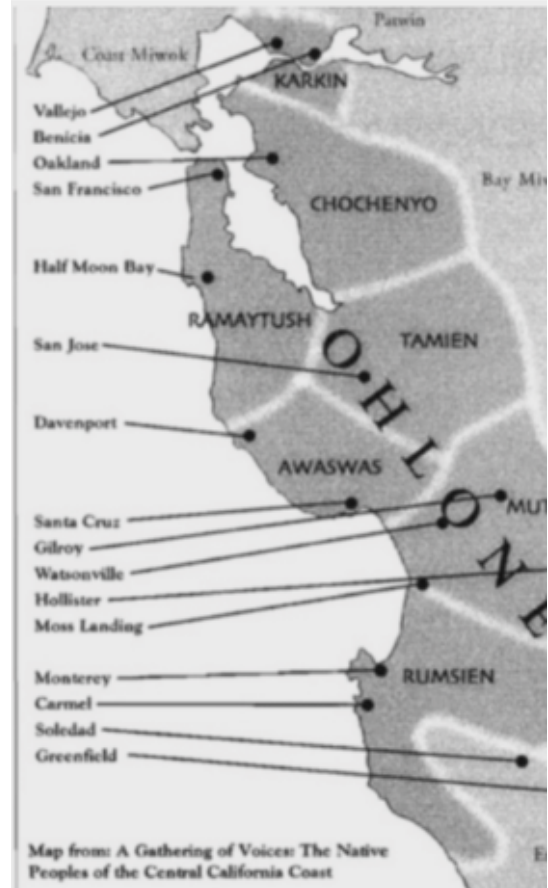 Patwin
Coast Miwok
KARKIN
Vallejo
Benicia
Oakland
San Francisco
Bay Miw
CHOCHENYO
Half Moon Bay
RAMAYTUSH
San Jose
TAMIEN
OHLONE
Davenport
AWASWAS
Santa Cruz
MUT
Gilroy
Watsonville
Hollister
Moss Landing
Monterey
RUMSIEN
Carmel
Soledad
Greenfield
Map from: A Gathering of Voices: The Native
Peoples of the Central California Coast